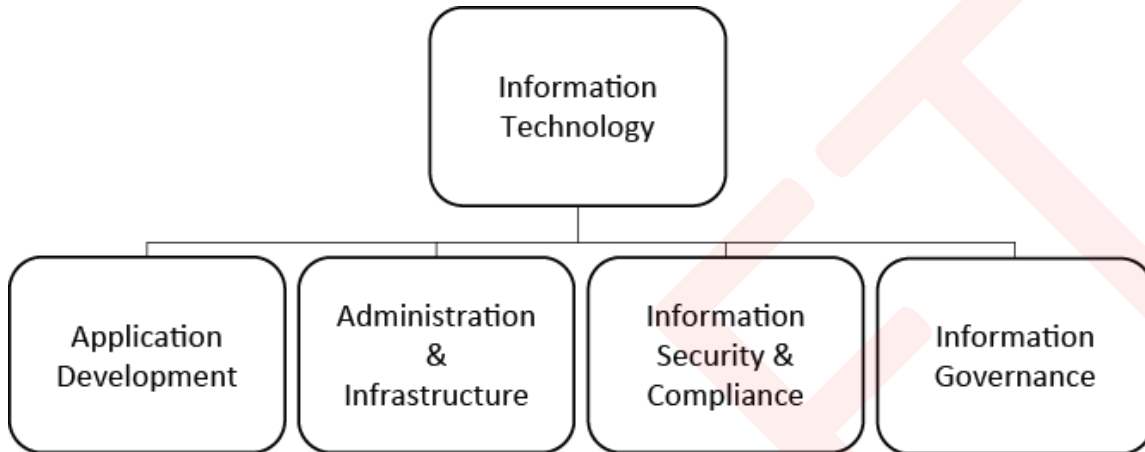 Information
Technology
Application
Development
Administration
&
Infrastructure
Information
Security &
Compliance
Information
Governance